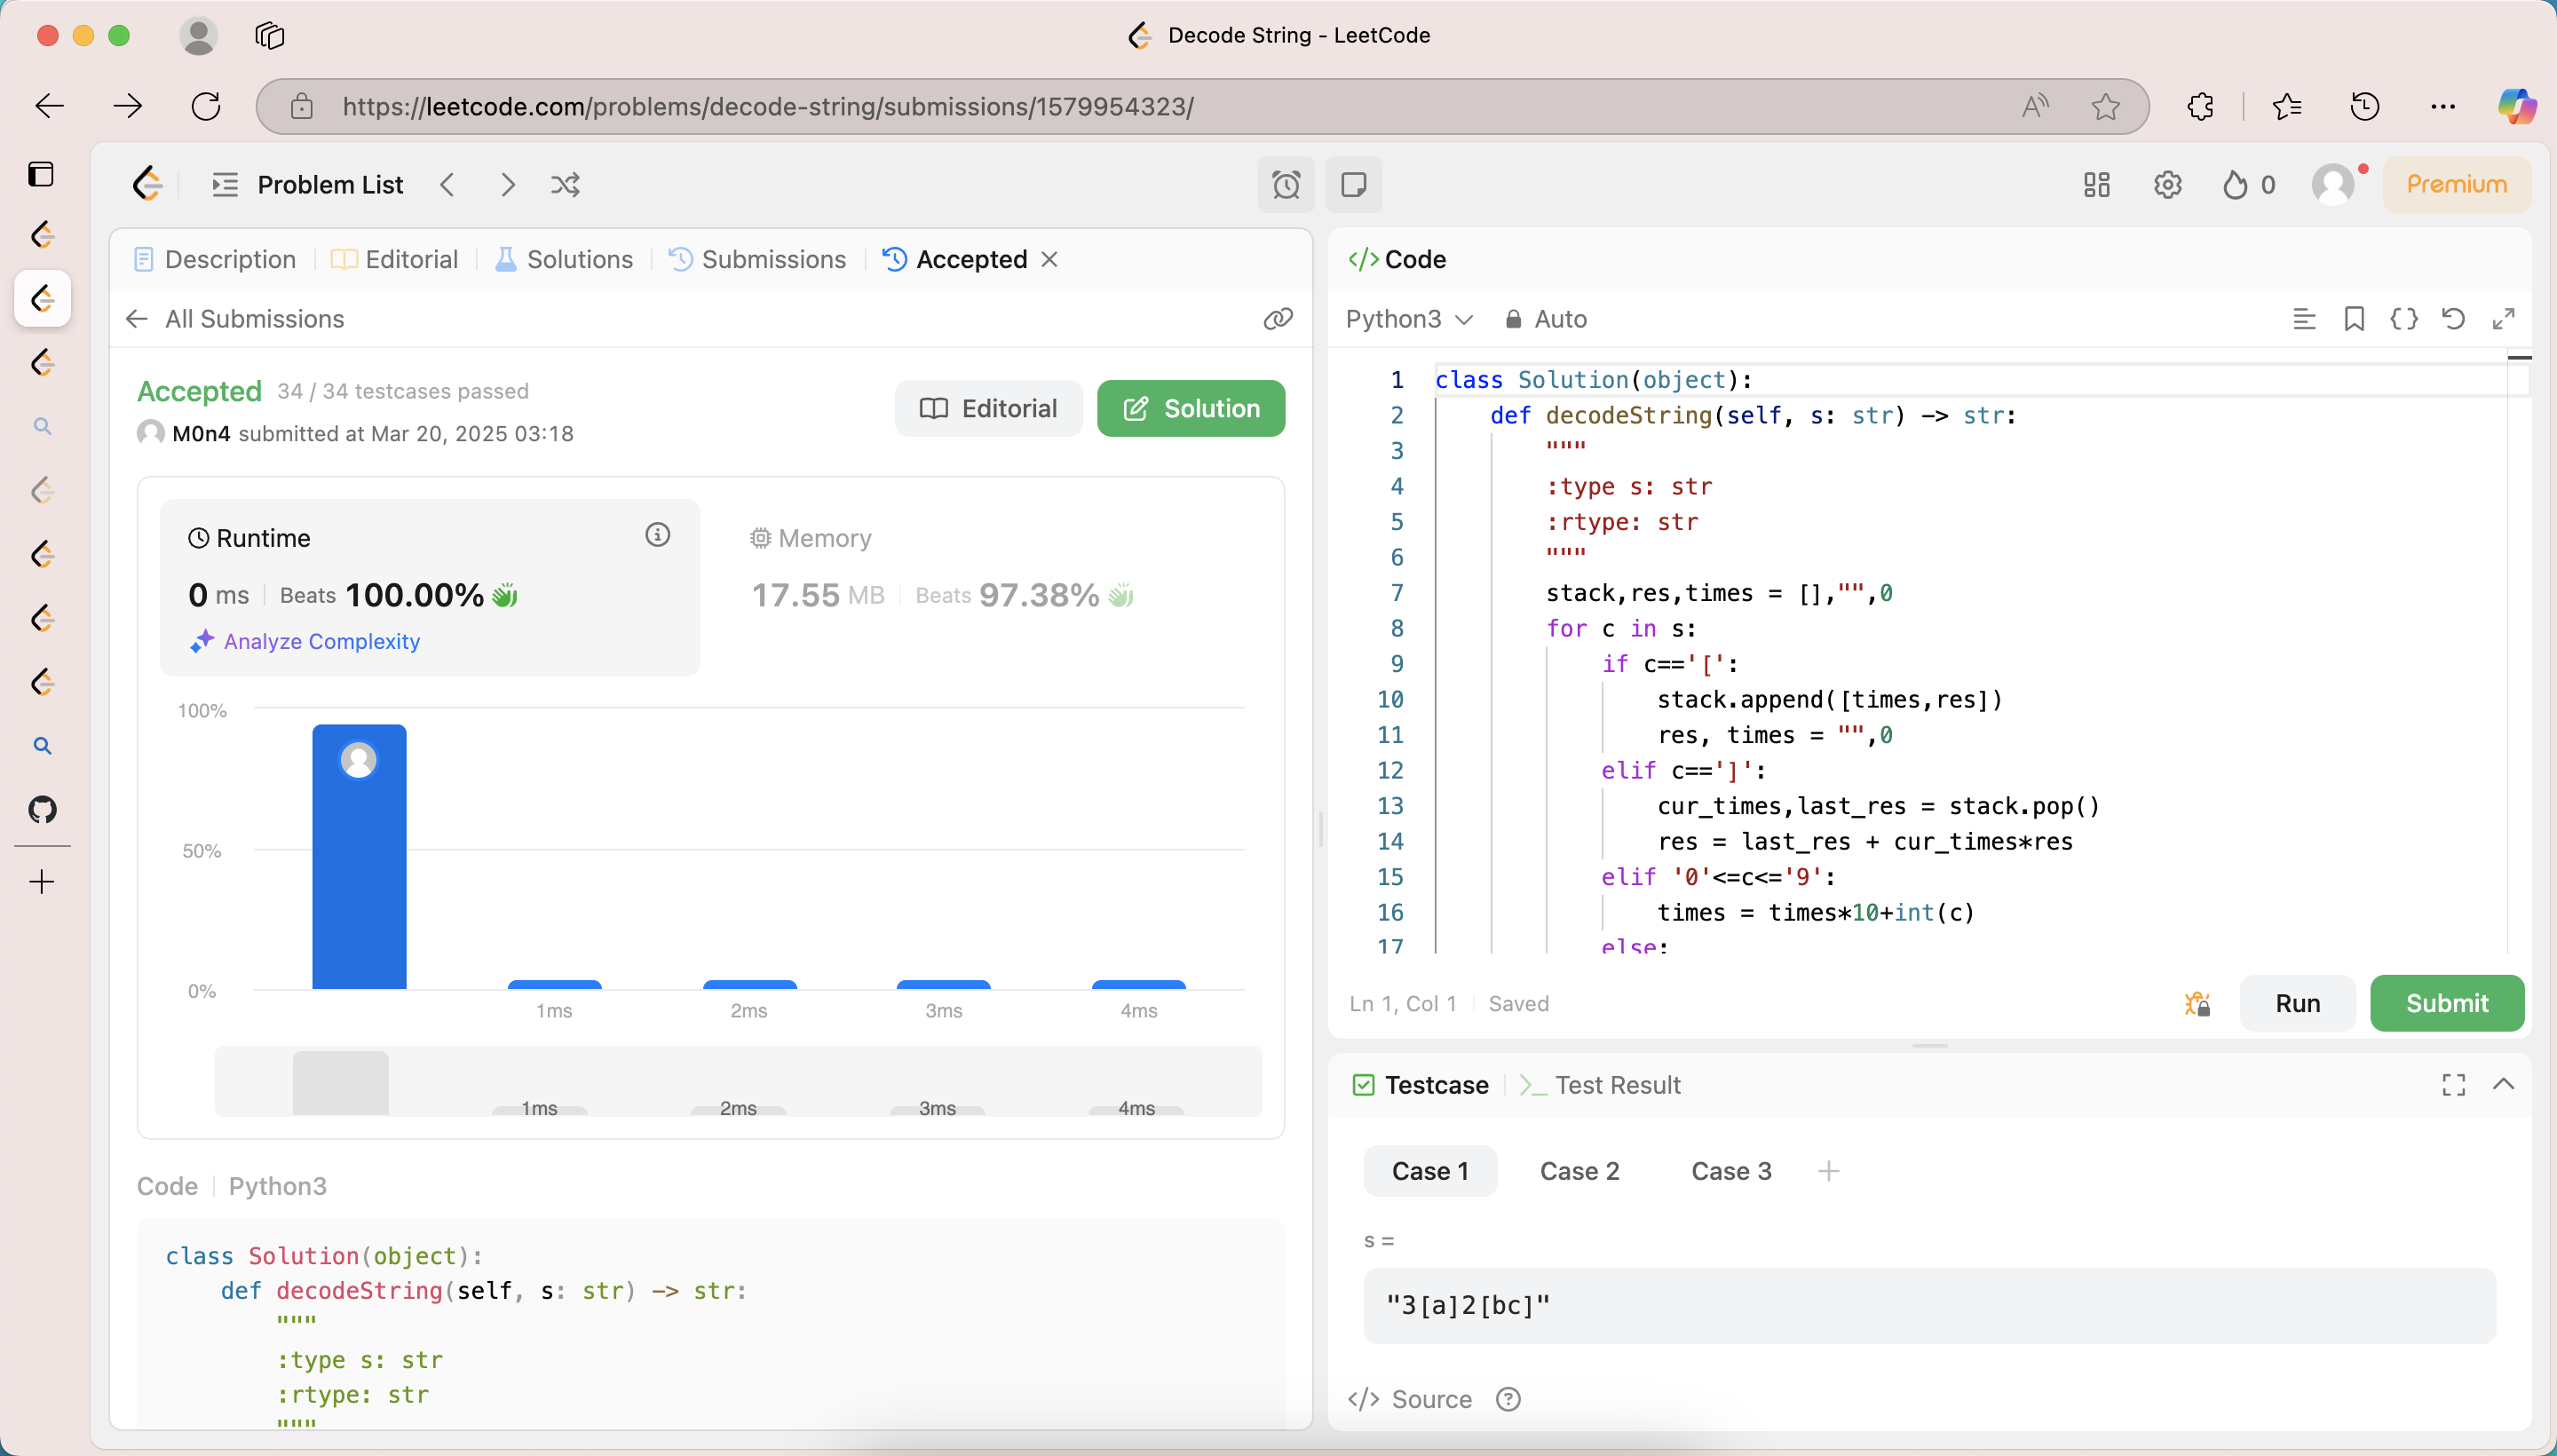 Decode String - LeetCode
https://leetcode.com/problems/decode-string/submissions/1579954323/
Problem List
0
Premium
Description
Editorial
Solutions
Submissions
Accepted
All Submissions
Accepted 34 / 34 testcases passed
M0n4 submitted at Mar 20, 2025 03:18
Editorial
Solution
Runtime
0 ms Beats 100.00%
Analyze Complexity
Memory
17.55 MB Beats 97.38%
100%
50%
0%
1ms 2ms 3ms 4ms
1ms 2ms 3ms 4ms
Code Python3
class Solution(object):
    def decodeString(self, s: str) -> str:
        """
        :type s: str
        :rtype: str
        """
</> Code
Python3 Auto
1 class Solution(object):
2     def decodeString(self, s: str) -> str:
3         """
4         :type s: str
5         :rtype: str
6         """
7         stack,res,times = [],"",0
8         for c in s:
9             if c=='[':
10                 stack.append([times,res])
11                 res, times = "",0
12             elif c==']':
13                 cur_times,last_res = stack.pop()
14                 res = last_res + cur_times*res
15             elif '0'<=c<='9':
16                 times = times*10+int(c)
17             else:
Ln 1, Col 1 Saved
Run
Submit
Testcase
Test Result
Case 1 Case 2 Case 3
s =
"3[a]2[bc]"
</> Source